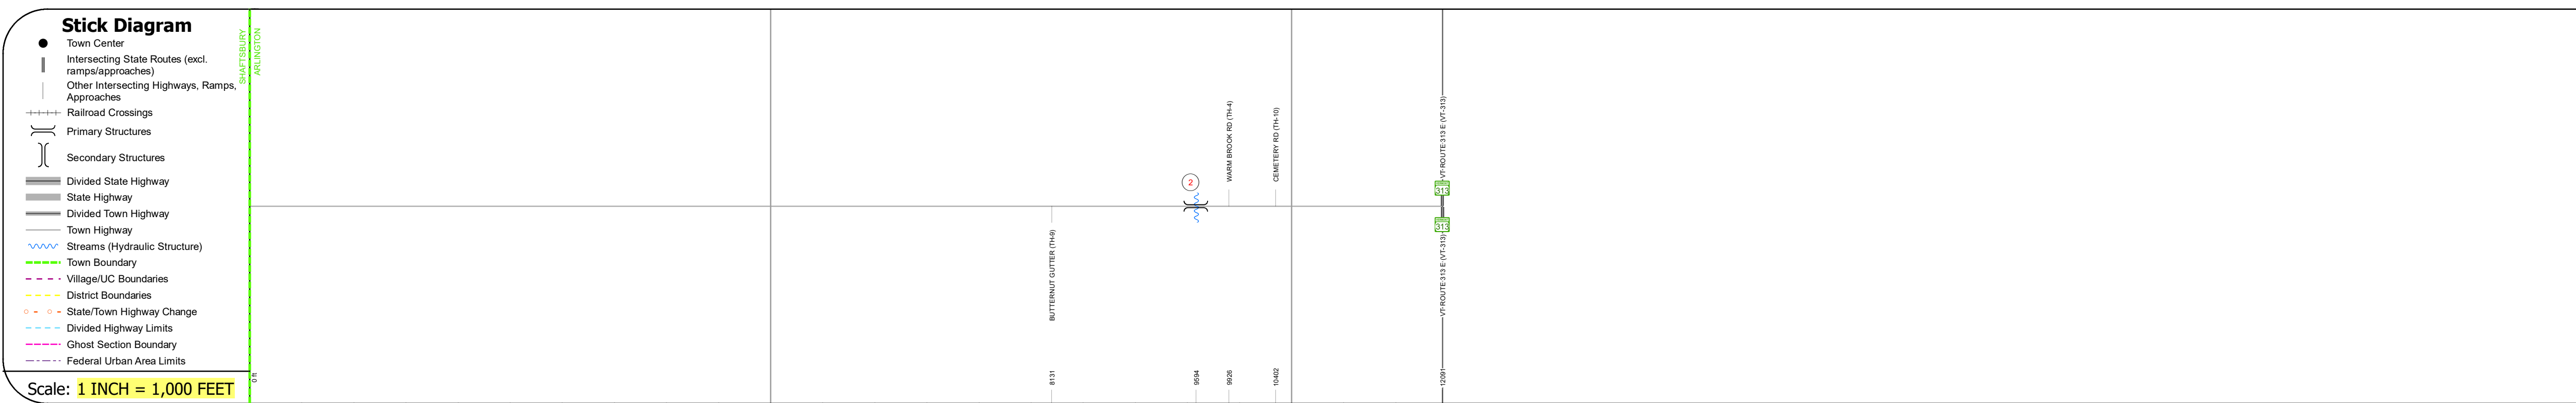 Stick Diagram
Town Center
Intersecting State Routes (excl.
ramps/approaches)
Other Intersecting Highways, Ramps,
Approaches
Railroad Crossings
Primary Structures
Secondary Structures
Divided State Highway
State Highway
Divided Town Highway
Town Highway
Streams (Hydraulic Structure)
Town Boundary
Village/UC Boundaries
District Boundaries
State/Town Highway Change
Divided Highway Limits
Ghost Section Boundary
Federal Urban Area Limits
Scale: 1 INCH = 1,000 FEET
SHAFTSBURY
ARLINGTON
0 ft
BUTTERNUT GUTTER (TH-9)
8131
2
9594
WARM BROOK RD (TH-4)
9926
CEMETERY RD (TH-10)
10402
VT-ROUTE:313 E (VT-313)
313
313
VT-ROUTE:313 E (VT-313)
12091